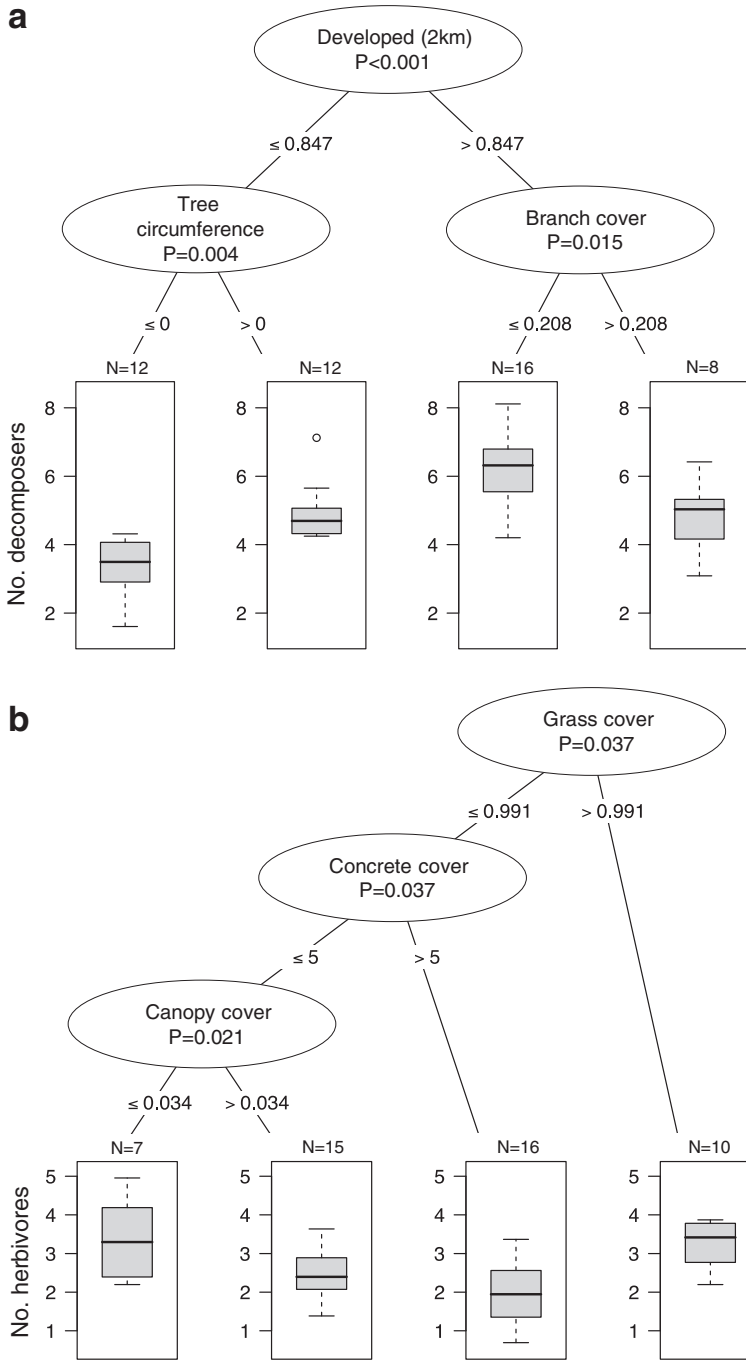 a
Developed (2km)
P<0.001
≤ 0.847
> 0.847
Tree
circumference
P=0.004
Branch cover
P=0.015
≤ 0
> 0
≤ 0.208
> 0.208
N=12
N=12
N=16
N=8
No. decomposers
8
6
4
2
8
6
4
2
8
6
4
2
8
6
4
2
b
Grass cover
P=0.037
≤ 0.991
> 0.991
Concrete cover
P=0.037
≤ 5
> 5
Canopy cover
P=0.021
≤ 0.034
> 0.034
N=7
N=15
N=16
N=10
No. herbivores
5
4
3
2
1
5
4
3
2
1
5
4
3
2
1
5
4
3
2
1